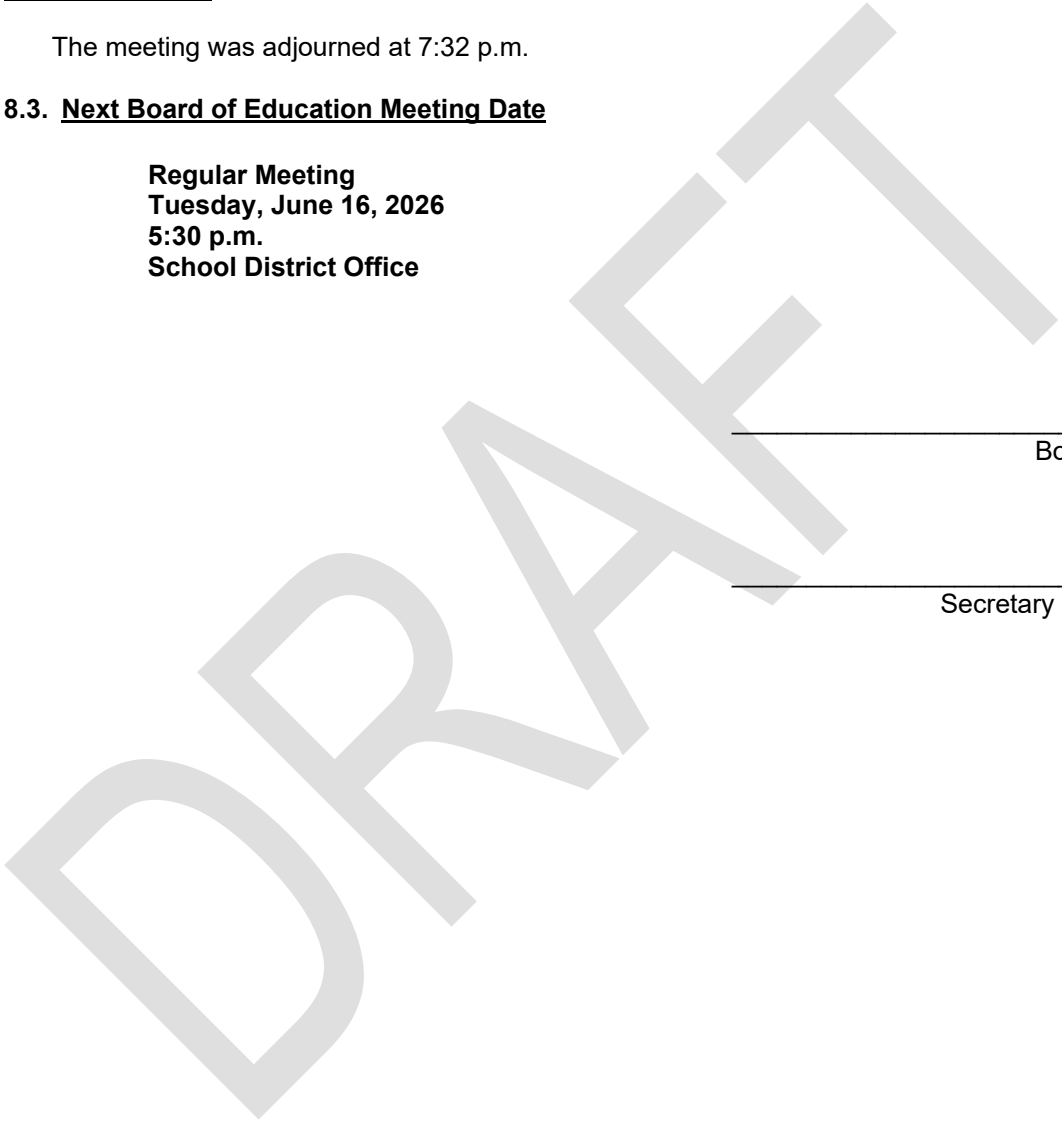 The meeting was adjourned at 7:32 p.m.
8.3. Next Board of Education Meeting Date
Regular Meeting
Tuesday, June 16, 2026
5:30 p.m.
School District Office
Secretary
DRAFT